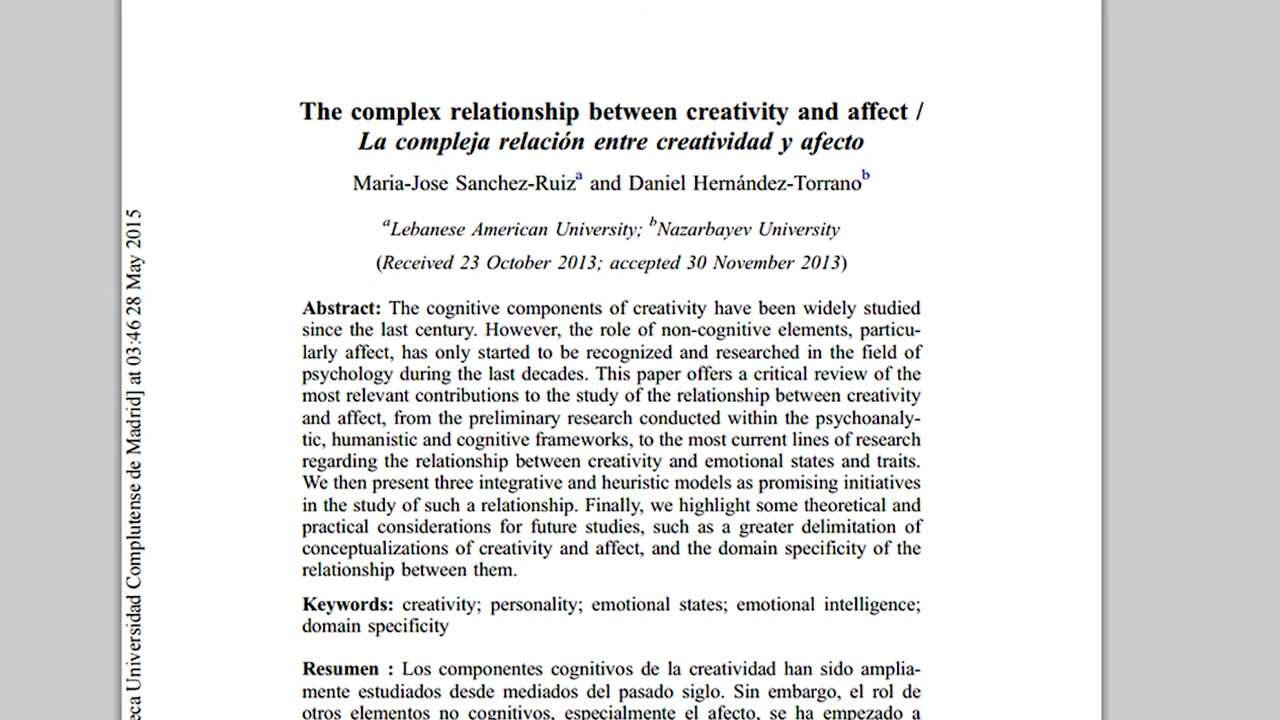 The complex relationship between creativity and affect /
La compleja relación entre creatividad y afecto
Maria-Jose Sanchez-Ruizᵃ and Daniel Hernández-Torranoᵇ
ᵃLebanese American University; ᵇNazarbayev University
(Received 23 October 2013; accepted 30 November 2013)
Abstract: The cognitive components of creativity have been widely studied
since the last century. However, the role of non-cognitive elements, particu-
larly affect, has only started to be recognized and researched in the field of
psychology during the last decades. This paper offers a critical review of the
most relevant contributions to the study of the relationship between creativity
and affect, from the preliminary research conducted within the psychoanaly-
tic, humanistic and cognitive frameworks, to the most current lines of research
regarding the relationship between creativity and emotional states and traits.
We then present three integrative and heuristic models as promising initiatives
in the study of such a relationship. Finally, we highlight some theoretical and
practical considerations for future studies, such as a greater delimitation of
conceptualizations of creativity and affect, and the domain specificity of the
relationship between them.
Keywords: creativity; personality; emotional states; emotional intelligence;
domain specificity
Resumen : Los componentes cognitivos de la creatividad han sido amplia-
mente estudiados desde mediados del pasado siglo. Sin embargo, el rol de
otros elementos no cognitivos, especialmente el afecto, se ha empezado a
eca Universidad Complutense de Madrid] at 03:46 28 May 2015